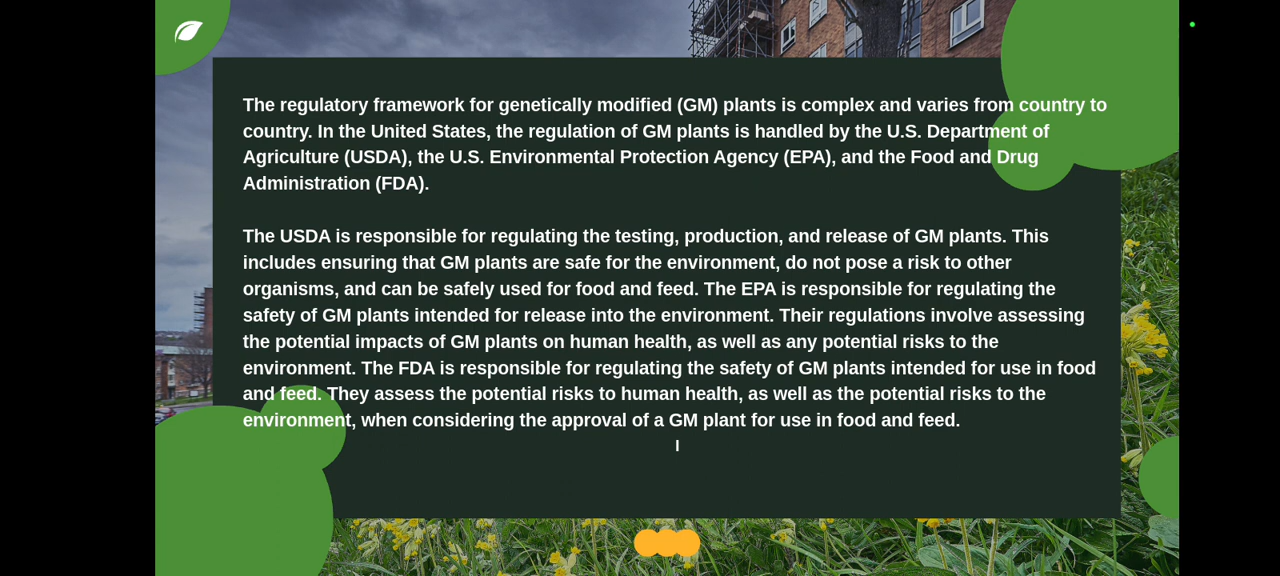 The regulatory framework for genetically modified (GM) plants is complex and varies from country to
country. In the United States, the regulation of GM plants is handled by the U.S. Department of
Agriculture (USDA), the U.S. Environmental Protection Agency (EPA), and the Food and Drug
Administration (FDA).
The USDA is responsible for regulating the testing, production, and release of GM plants. This
includes ensuring that GM plants are safe for the environment, do not pose a risk to other
organisms, and can be safely used for food and feed. The EPA is responsible for regulating the
safety of GM plants intended for release into the environment. Their regulations involve assessing
the potential impacts of GM plants on human health, as well as any potential risks to the
environment. The FDA is responsible for regulating the safety of GM plants intended for use in food
and feed. They assess the potential risks to human health, as well as the potential risks to the
environment, when considering the approval of a GM plant for use in food and feed.
I